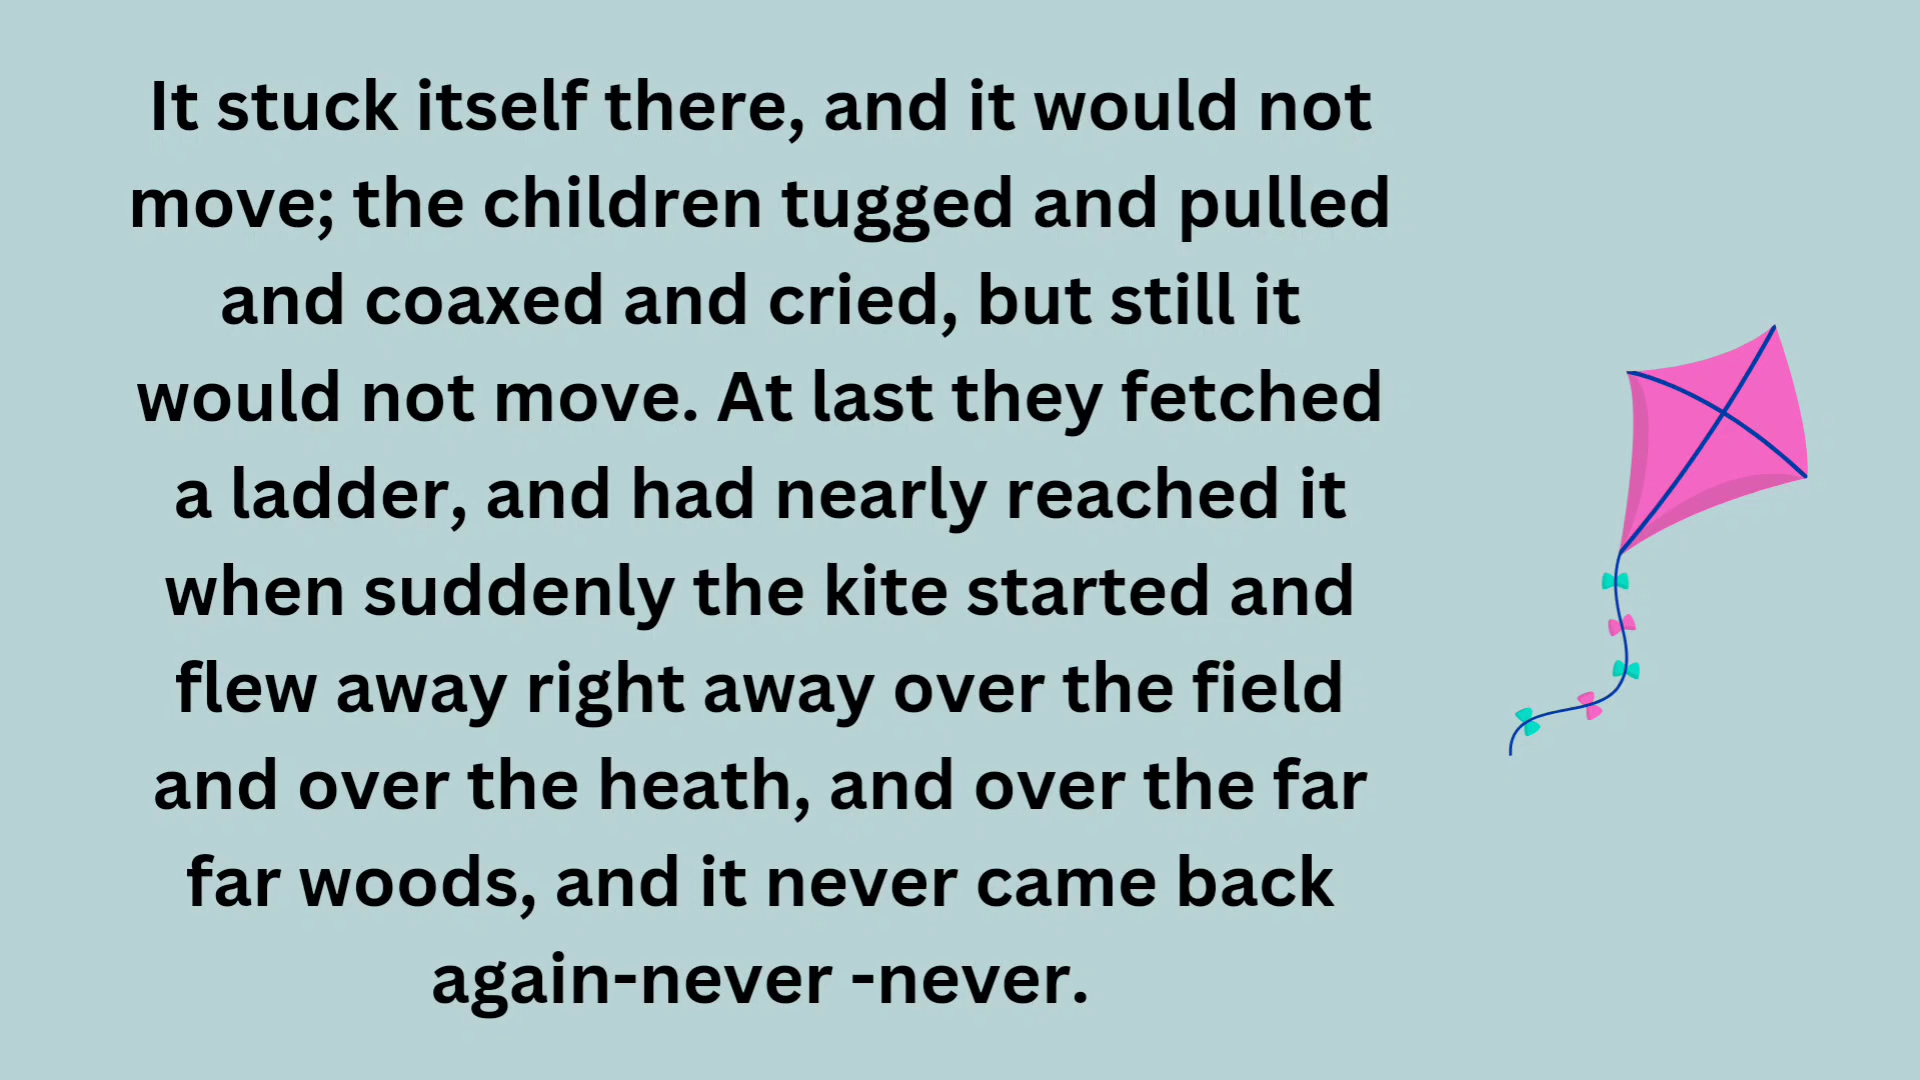 It stuck itself there, and it would not
move; the children tugged and pulled
and coaxed and cried, but still it
would not move. At last they fetched
a ladder, and had nearly reached it
when suddenly the kite started and
flew away right away over the field
and over the heath, and over the far
far woods, and it never came back
again-never -never.